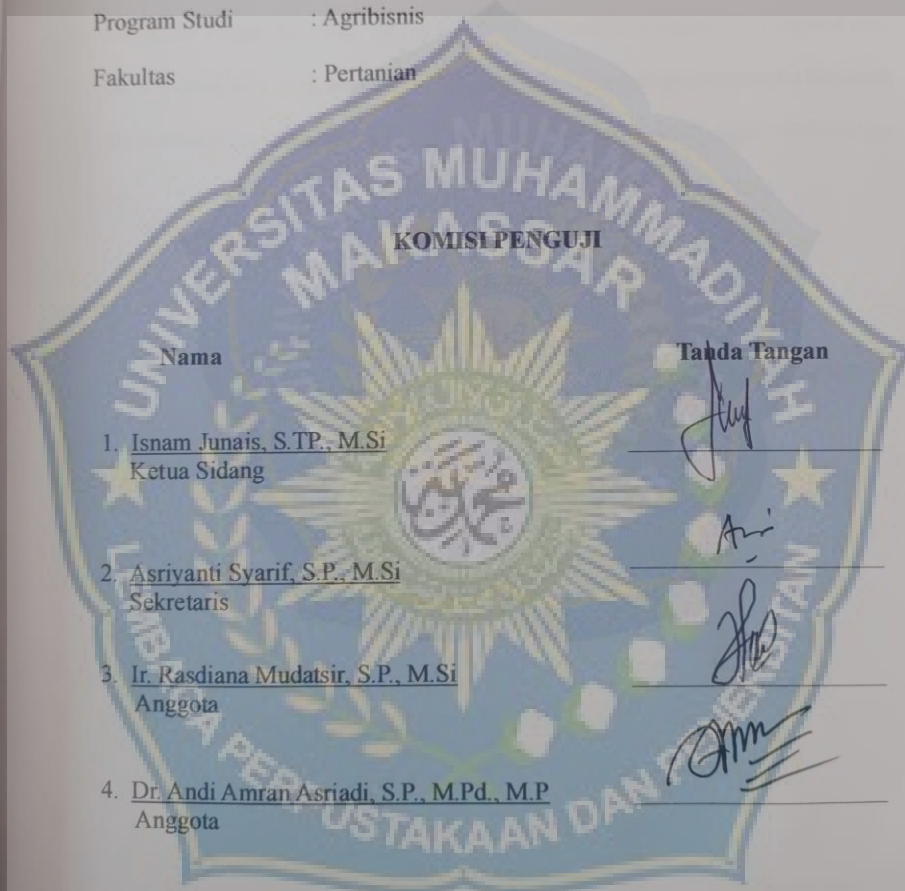 Program Studi : Agribisnis
Fakultas : Pertanian
UNIVERSITAS MUHAMMADIYAH
MAKASSAR
KOMISI PENGUJI
Nama Tanda Tangan
1. Isnam Junais, S.TP., M.Si
Ketua Sidang
2. Asriyanti Syarif, S.P., M.Si
Sekretaris
3. Ir. Rasdiana Mudatsir, S.P., M.Si
Anggota
4. Dr. Andi Amran Asriadi, S.P., M.Pd., M.P
Anggota
LEMBAGA PERPUSTAKAAN DAN PENERBITAN